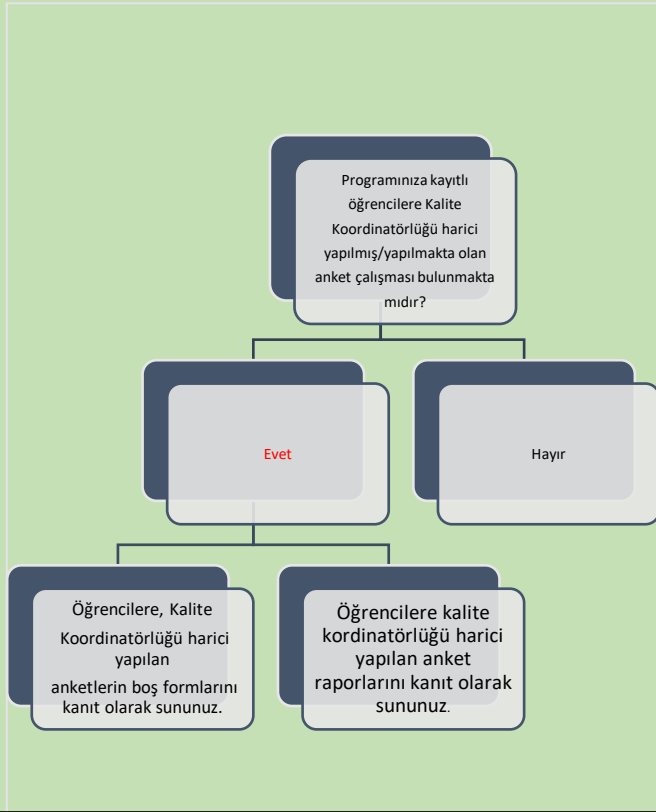 Programınıza kayıtlı
öğrencilere Kalite
Koordinatörlüğü harici
yapılmış/yapılmakta olan
anket çalışması bulunmakta
mıdır?
Evet
Hayır
Öğrencilere, Kalite
Koordinatörlüğü harici
yapılan
anketlerin boş formlarını
kanıt olarak sununuz.
Öğrencilere kalite
kordinatörlüğü harici
yapılan anket
raporlarını kanıt olarak
sununuz.